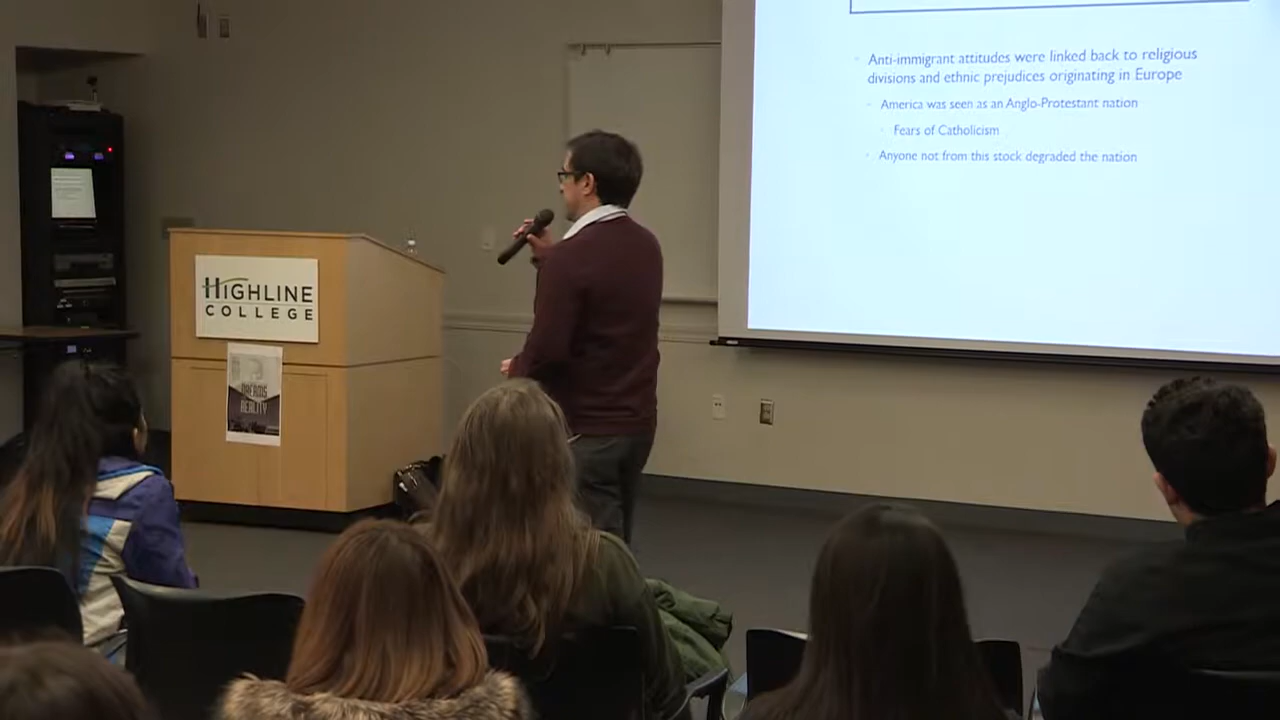 Anti-immigrant attitudes were linked back to religious
divisions and ethnic prejudices originating in Europe
America was seen as an Anglo-Protestant nation
Fears of Catholicism
Anyone not from this stock degraded the nation
HIGHLINE
COLLEGE
DREAMS
REALITY